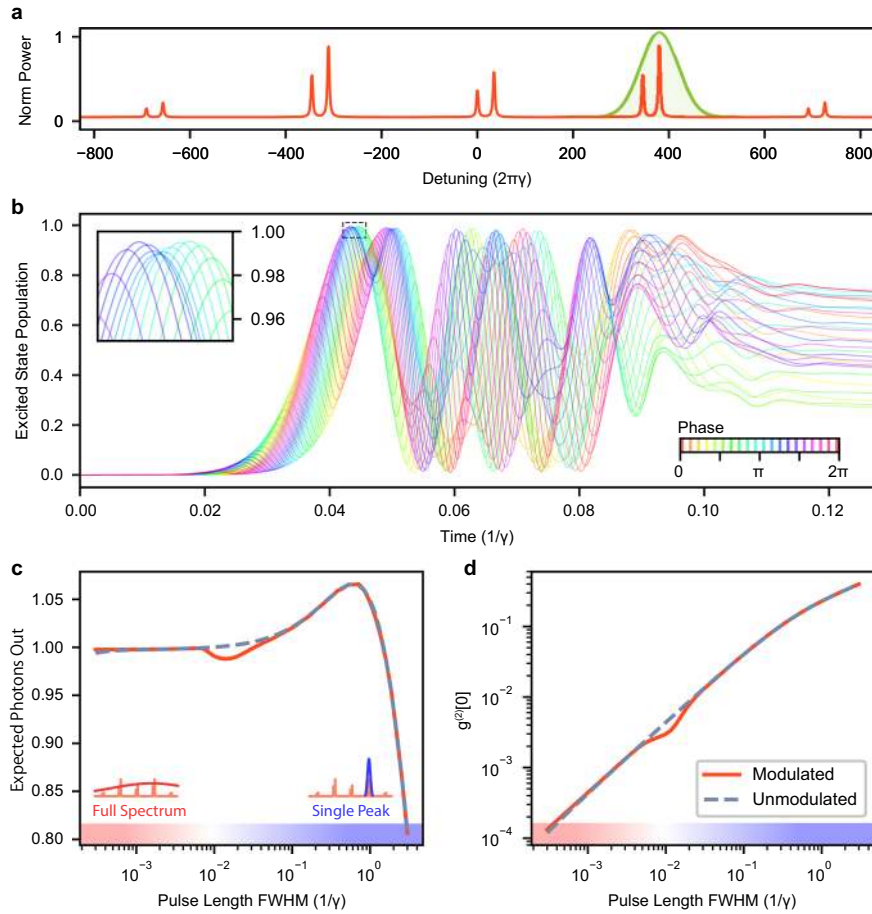 a
Norm Power
1
0
−800 −600 −400 −200 0 200 400 600 800
Detuning (2πγ)
b
Excited State Population
1.0
0.8
0.6
0.4
0.2
0.0
1.00
0.98
0.96
Phase
0 π 2π
0.00 0.02 0.04 0.06 0.08 0.10 0.12
Time (1/γ)
c
Expected Photons Out
1.05
1.00
0.95
0.90
0.85
0.80
Full Spectrum
Single Peak
10⁻³ 10⁻² 10⁻¹ 10⁰
Pulse Length FWHM (1/γ)
d
g⁽²⁾[0]
10⁻¹
10⁻²
10⁻³
10⁻⁴
Modulated
Unmodulated
10⁻³ 10⁻² 10⁻¹ 10⁰
Pulse Length FWHM (1/γ)